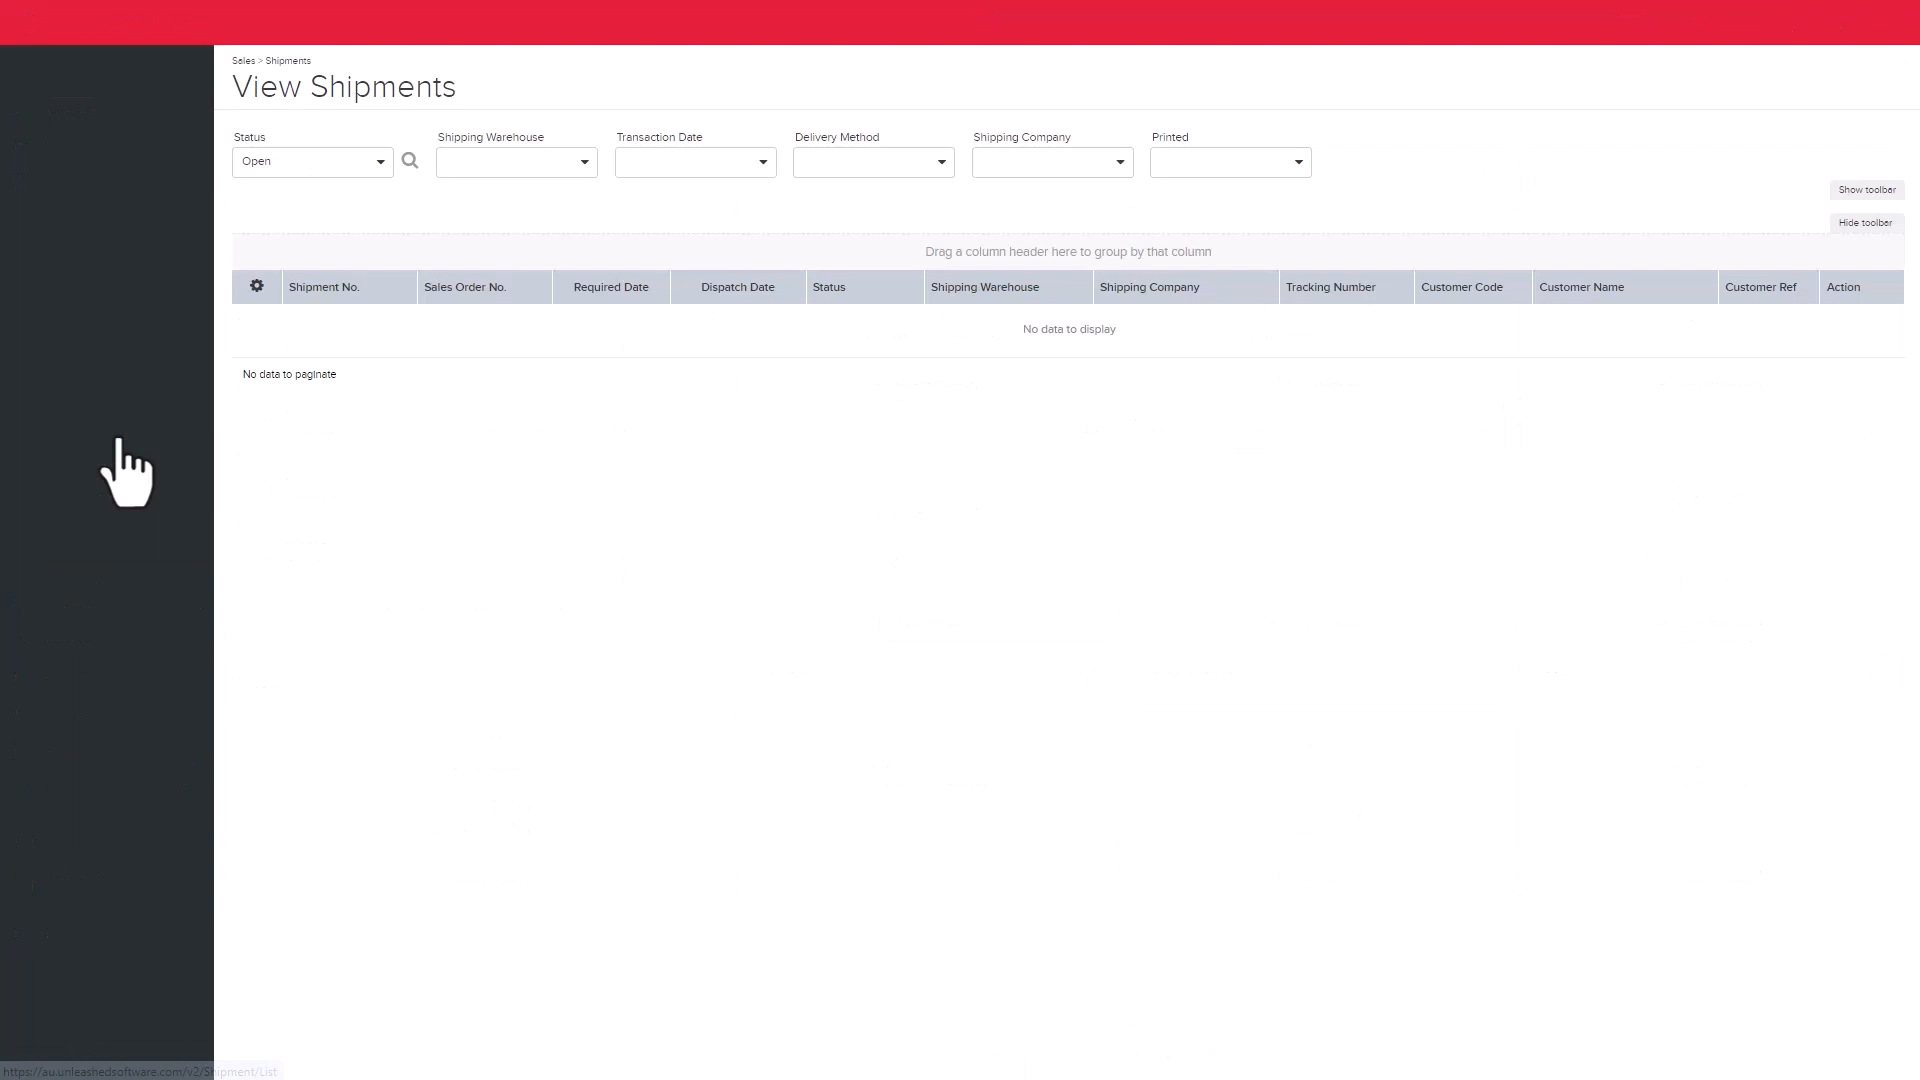 Sales > Shipments
View Shipments
Status Shipping Warehouse Transaction Date Delivery Method Shipping Company Printed
Open
Show toolbar
Hide toolbar
Drag a column header here to group by that column
Shipment No. Sales Order No. Required Date Dispatch Date Status Shipping Warehouse Shipping Company Tracking Number Customer Code Customer Name Customer Ref Action
No data to display
No data to paginate
https://au.unleashedsoftware.com/v2/Shipment/List